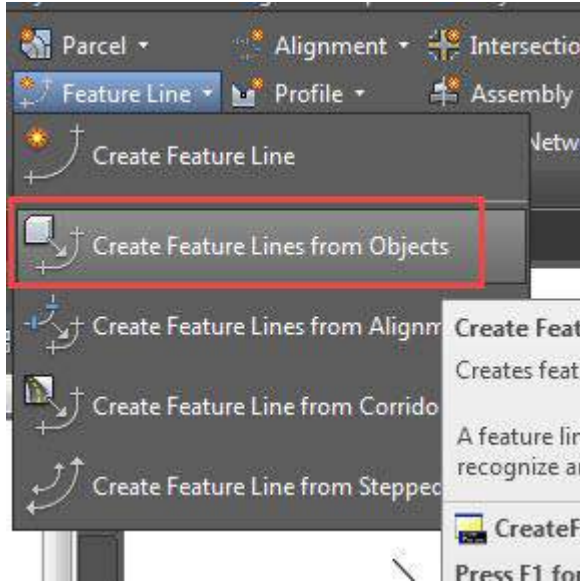 Parcel Alignment Intersectio
Feature Line Profile Assembly
Create Feature Line Netw
Create Feature Lines from Objects
Create Feature Lines from Alignm
Create Feature Line from Corrido
Create Feature Line from Stepped
Create Feat
Creates feat
A feature lin
recognize a
CreateF
Press F1 for